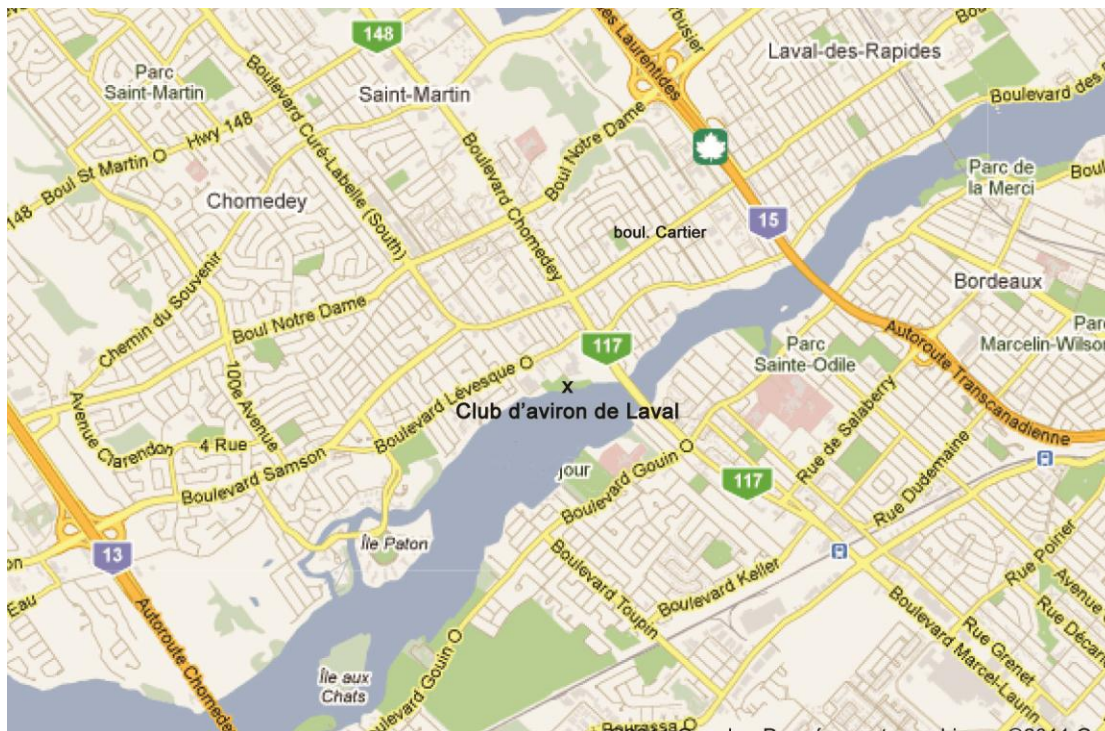 148
des Laurentides
Laval-des-Rapides
Parc
Saint-Martin
Saint-Martin
Boulevard Curé-Labelle (South)
Boulevard des
Boul St Martin O
Hwy 148
148
Boul Notre Dame
Parc de
la Merci
Chomedey
Boulevard Chomedey
boul. Cartier
15
Bordeaux
Chemin du Souvenir
Boul Notre Dame
117
Parc
Sainte-Odile
Marcelin-Wilson
Autoroute Transcanadienne
100e Avenue
Boulevard Lévesque O
x
Club d'aviron de Laval
Avenue Clarendon
4 Rue
Rue de Salaberry
Boulevard Samson
jour
Boulevard Gouin O
117
Rue Dudemaine
13
Île Paton
Rue Poirier
Boulevard Keller
Boulevard Toupin
Autoroute Chomedey
Boulevard Gouin O
Rue Grenet
Boulevard Marcel-Laurin
Île aux
Chats